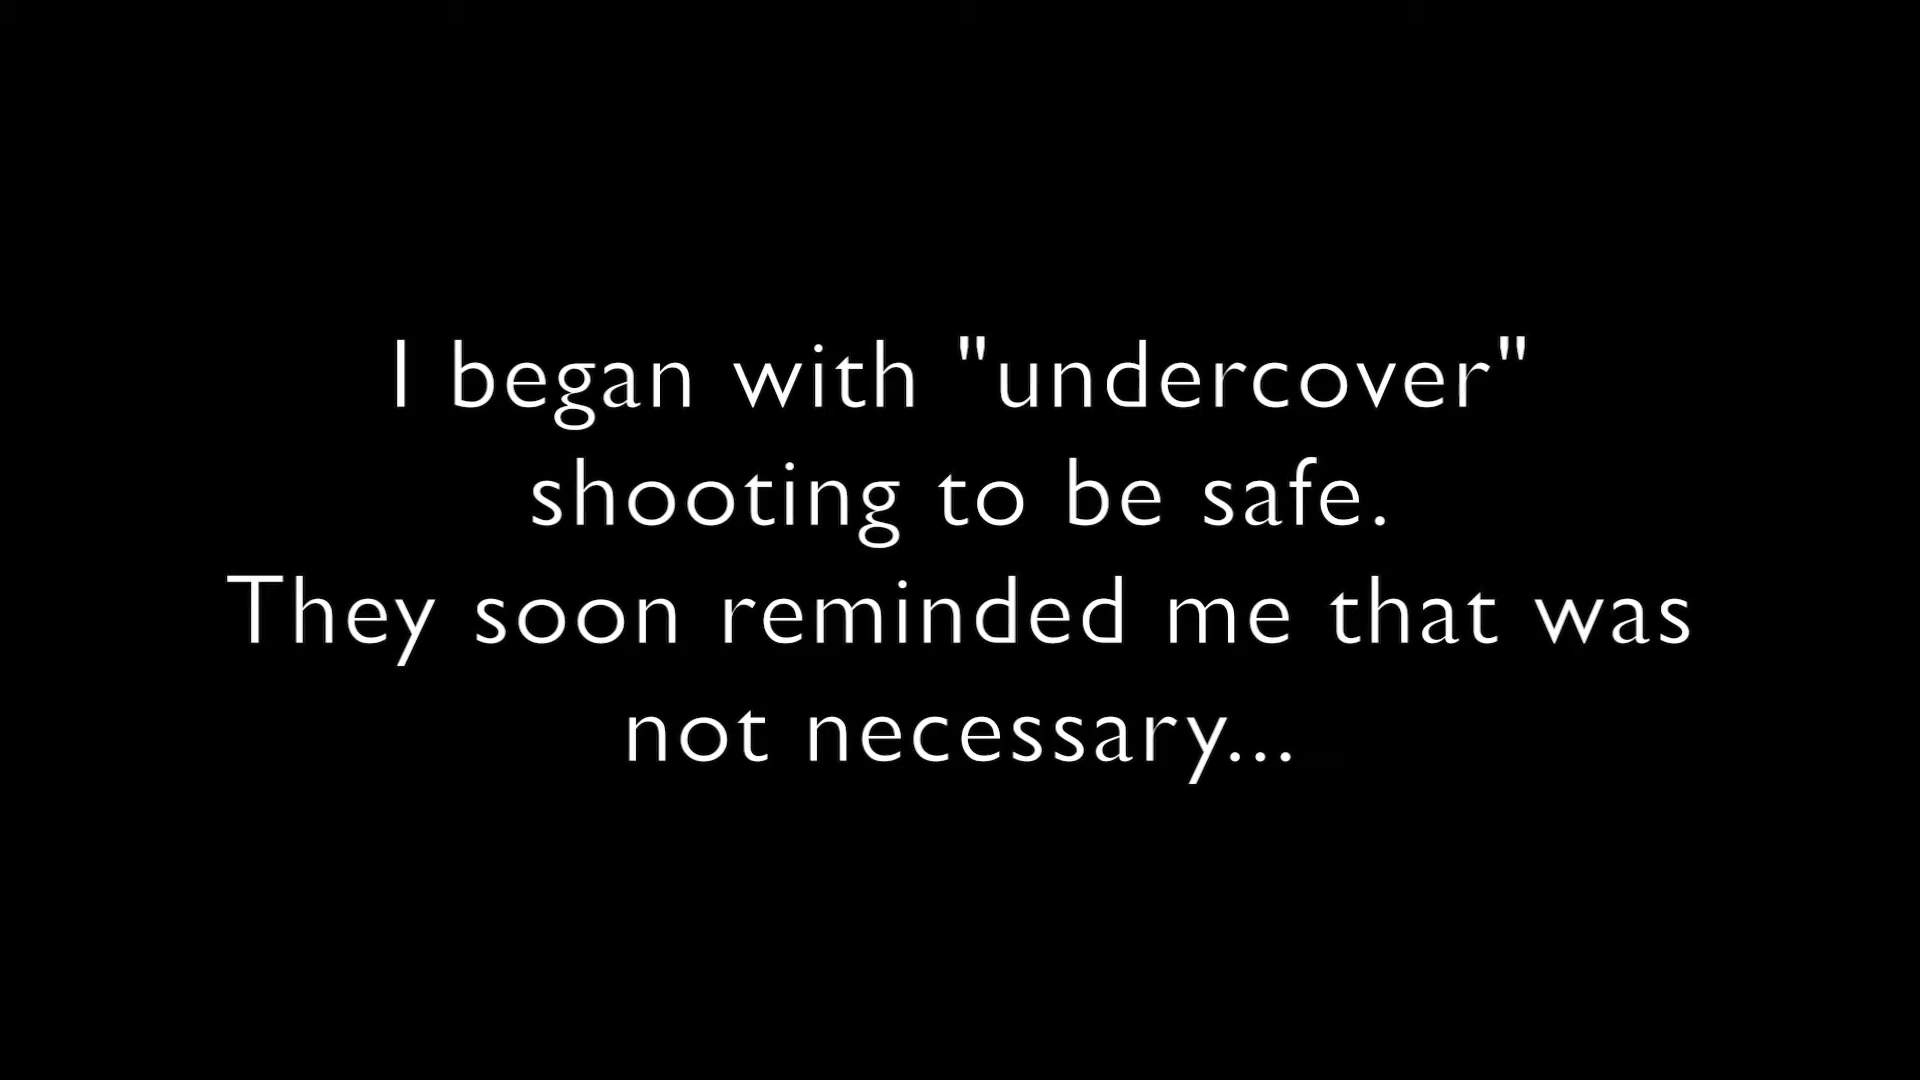 I began with "undercover"
shooting to be safe.
They soon reminded me that was
not necessary...